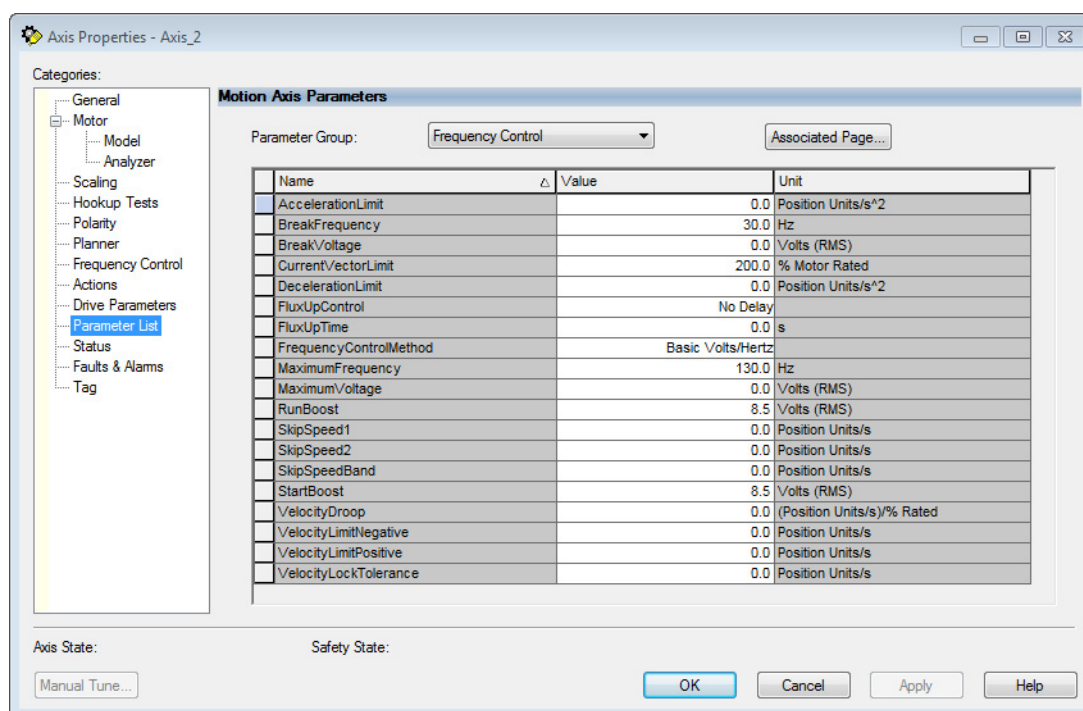 Axis Properties - Axis_2
Categories:
General
Motor
Model
Analyzer
Scaling
Hookup Tests
Polarity
Planner
Frequency Control
Actions
Drive Parameters
Parameter List
Status
Faults & Alarms
Tag
Motion Axis Parameters
Parameter Group: Frequency Control Associated Page...
Name Value Unit
AccelerationLimit 0.0 Position Units/s^2
BreakFrequency 30.0 Hz
BreakVoltage 0.0 Volts (RMS)
CurrentVectorLimit 200.0 % Motor Rated
DecelerationLimit 0.0 Position Units/s^2
FluxUpControl No Delay
FluxUpTime 0.0 s
FrequencyControlMethod Basic Volts/Hertz
MaximumFrequency 130.0 Hz
MaximumVoltage 0.0 Volts (RMS)
RunBoost 8.5 Volts (RMS)
SkipSpeed1 0.0 Position Units/s
SkipSpeed2 0.0 Position Units/s
SkipSpeedBand 0.0 Position Units/s
StartBoost 8.5 Volts (RMS)
VelocityDroop 0.0 (Position Units/s)/% Rated
VelocityLimitNegative 0.0 Position Units/s
VelocityLimitPositive 0.0 Position Units/s
VelocityLockTolerance 0.0 Position Units/s
Axis State: Safety State:
Manual Tune... OK Cancel Apply Help